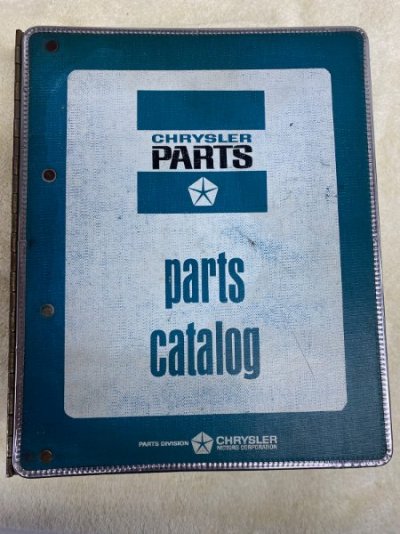 CHRYSLER
PARTS
parts
catalog
PARTS DIVISION CHRYSLER
MOTORS CORPORATION